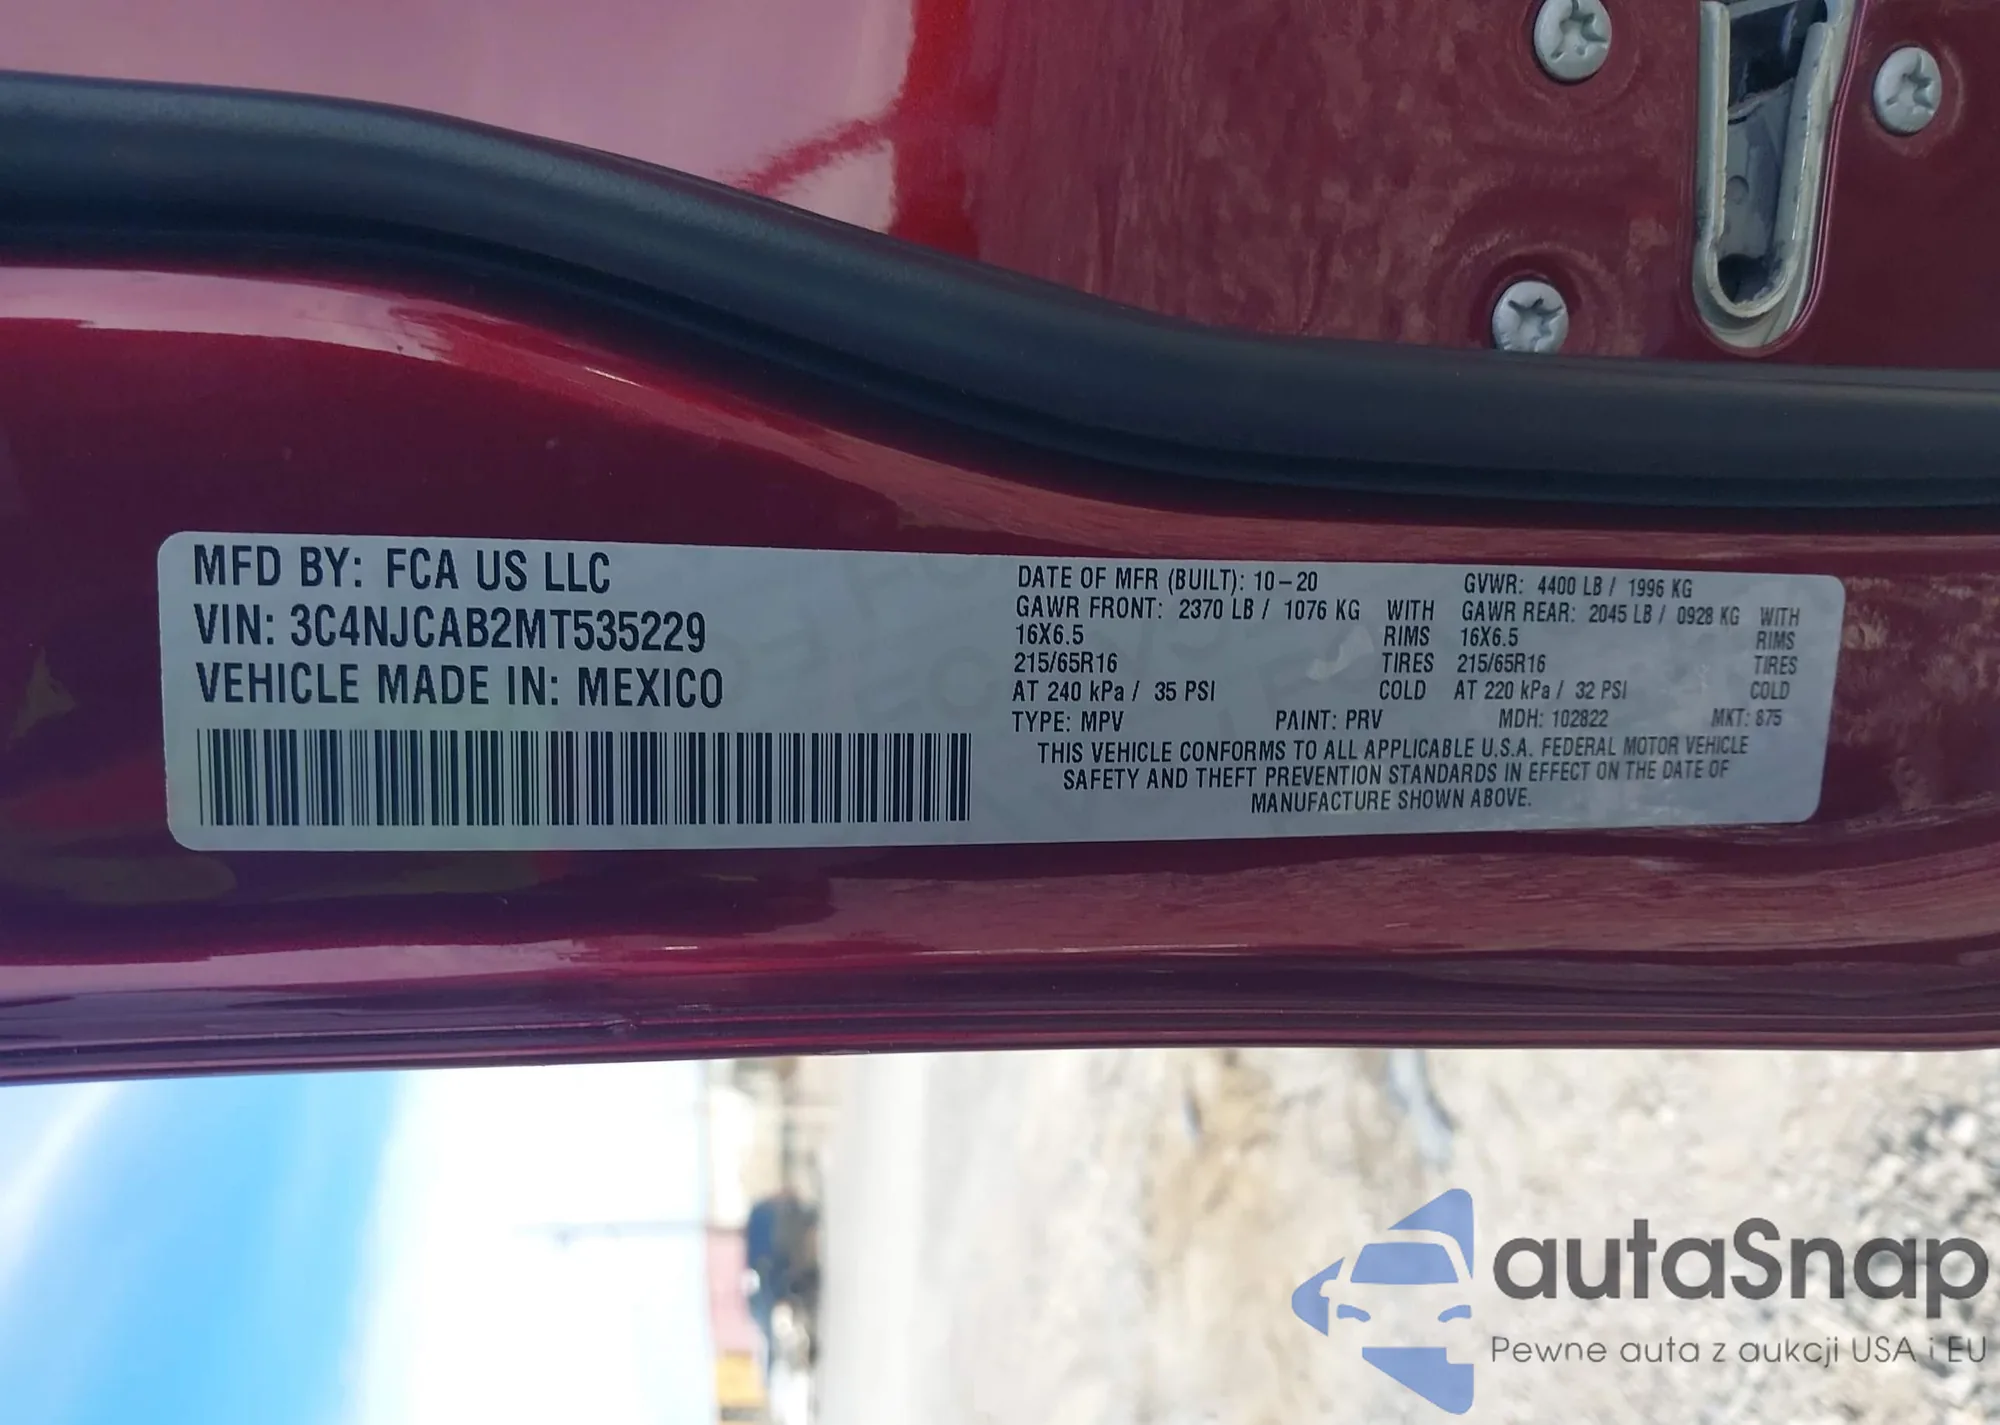 MFD BY: FCA US LLC
VIN: 3C4NJCAB2MT535229
VEHICLE MADE IN: MEXICO
DATE OF MFR (BUILT): 10-20 GVWR: 4400 LB / 1996 KG
GAWR FRONT: 2370 LB / 1076 KG WITH GAWR REAR: 2045 LB / 0928 KG WITH
16X6.5 RIMS 16X6.5 RIMS
215/65R16 TIRES 215/65R16 TIRES
AT 240 kPa / 35 PSI COLD AT 220 kPa / 32 PSI COLD
TYPE: MPV PAINT: PRV MDH: 102822 MKT: 875
THIS VEHICLE CONFORMS TO ALL APPLICABLE U.S.A. FEDERAL MOTOR VEHICLE
SAFETY AND THEFT PREVENTION STANDARDS IN EFFECT ON THE DATE OF
MANUFACTURE SHOWN ABOVE.
autaSnap
Pewne auta z aukcji USA i EU